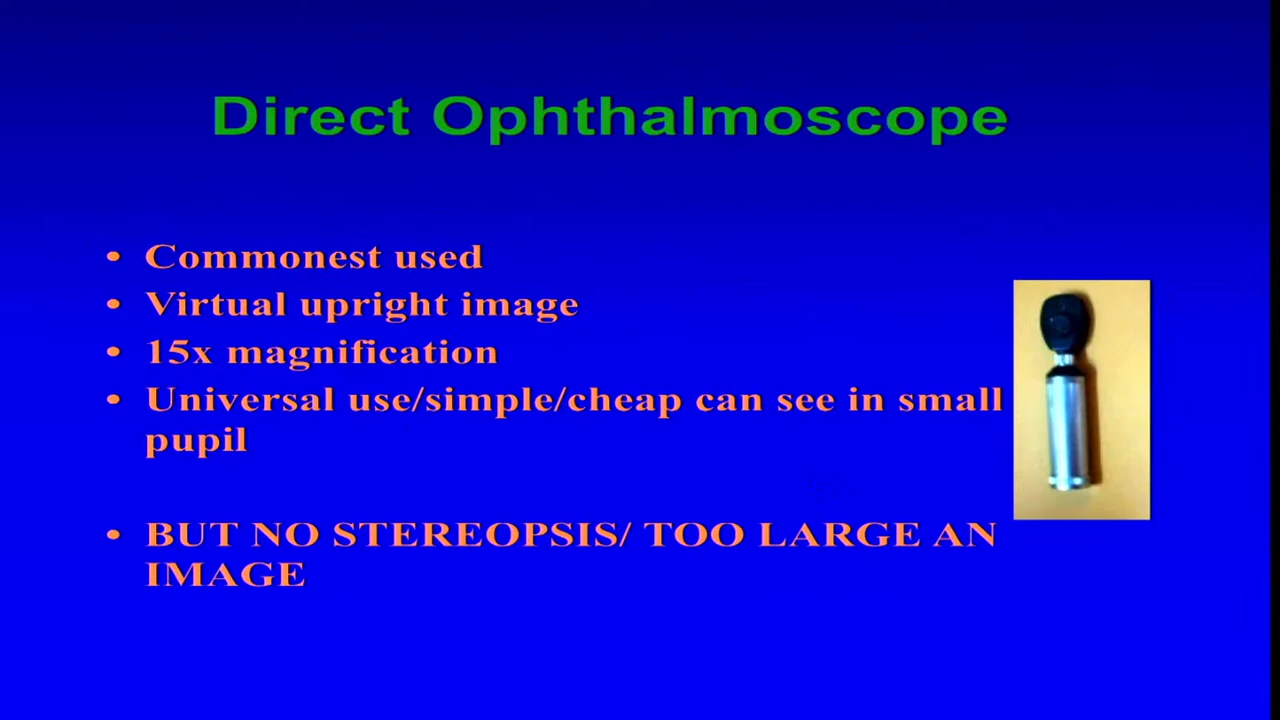 Direct Ophthalmoscope
• Commonest used
• Virtual upright image
• 15x magnification
• Universal use/simple/cheap can see in small
pupil
• BUT NO STEREOPSIS/ TOO LARGE AN
IMAGE